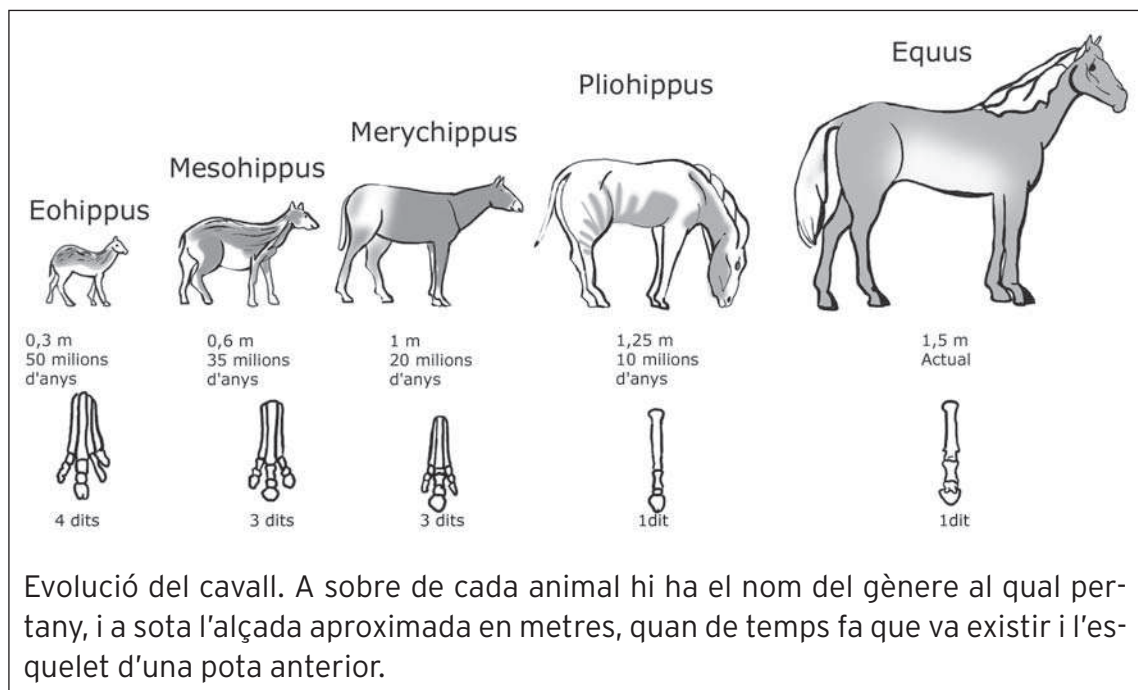 Eohippus
Mesohippus
Merychippus
Pliohippus
Equus
0,3 m
50 milions
d'anys
0,6 m
35 milions
d'anys
1 m
20 milions
d'anys
1,25 m
10 milions
d'anys
1,5 m
Actual
4 dits
3 dits
3 dits
1dit
1dit
Evolució del cavall. A sobre de cada animal hi ha el nom del gènere al qual per-
tany, i a sota l'alçada aproximada en metres, quan de temps fa que va existir i l'es-
quelet d'una pota anterior.